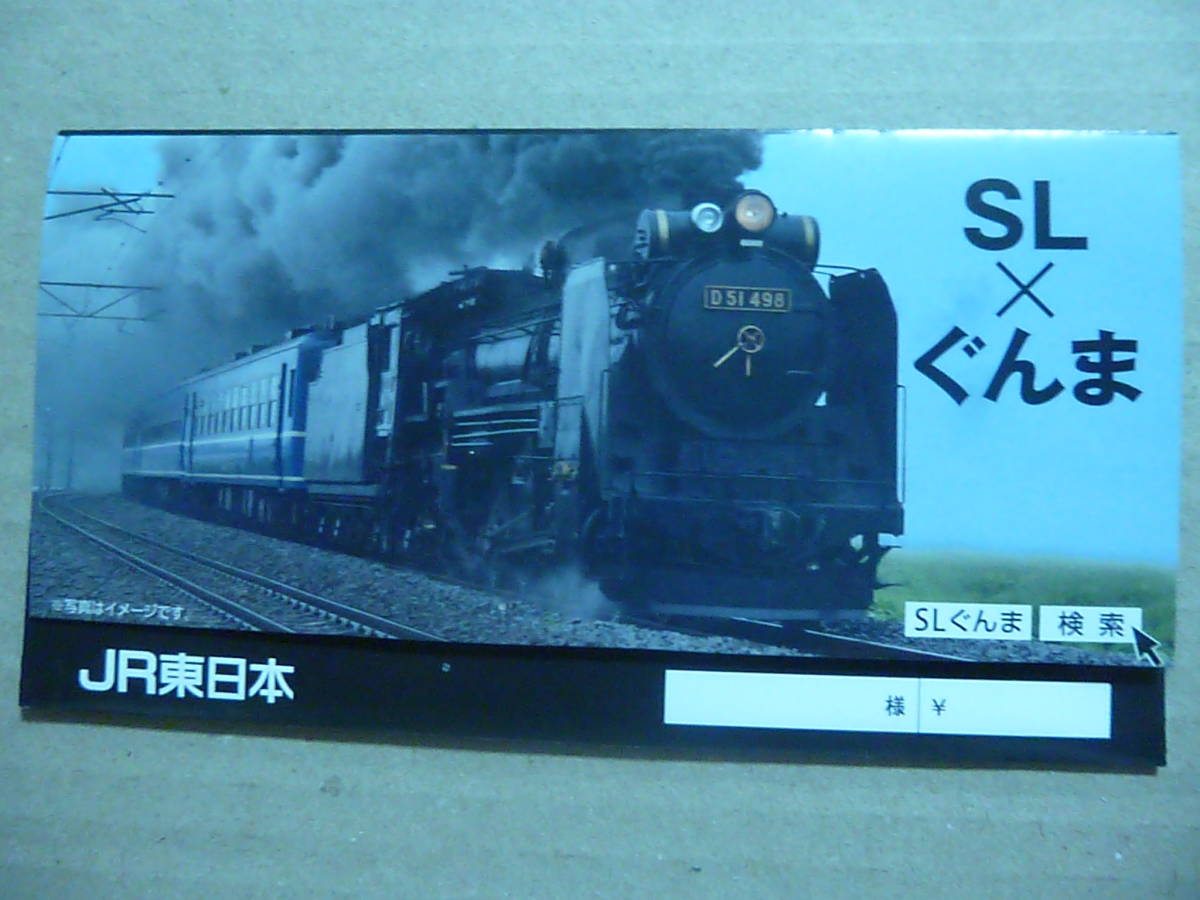 SL
×
ぐんま
D51 498
※写真はイメージです
SLぐんま 検索
JR東日本
様 ¥